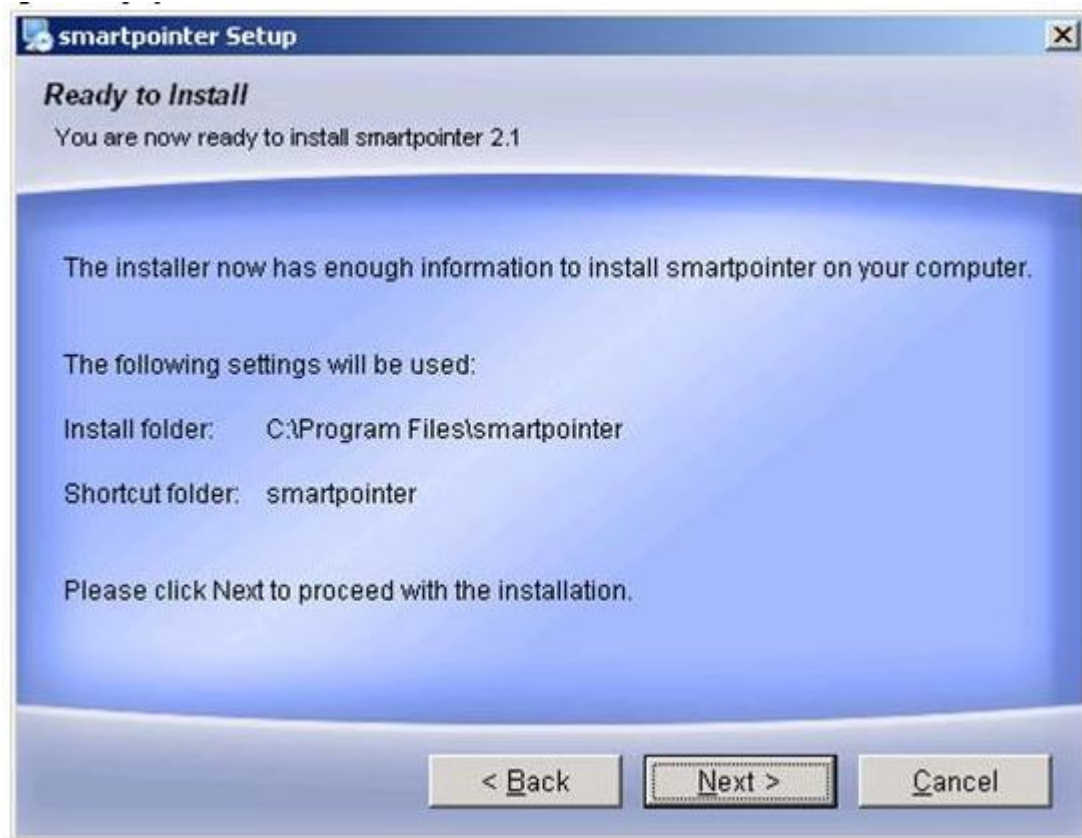 smartpointer Setup
Ready to Install
You are now ready to install smartpointer 2.1
The installer now has enough information to install smartpointer on your computer.
The following settings will be used:
Install folder: C:\Program Files\smartpointer
Shortcut folder: smartpointer
Please click Next to proceed with the installation.
< Back Next > Cancel